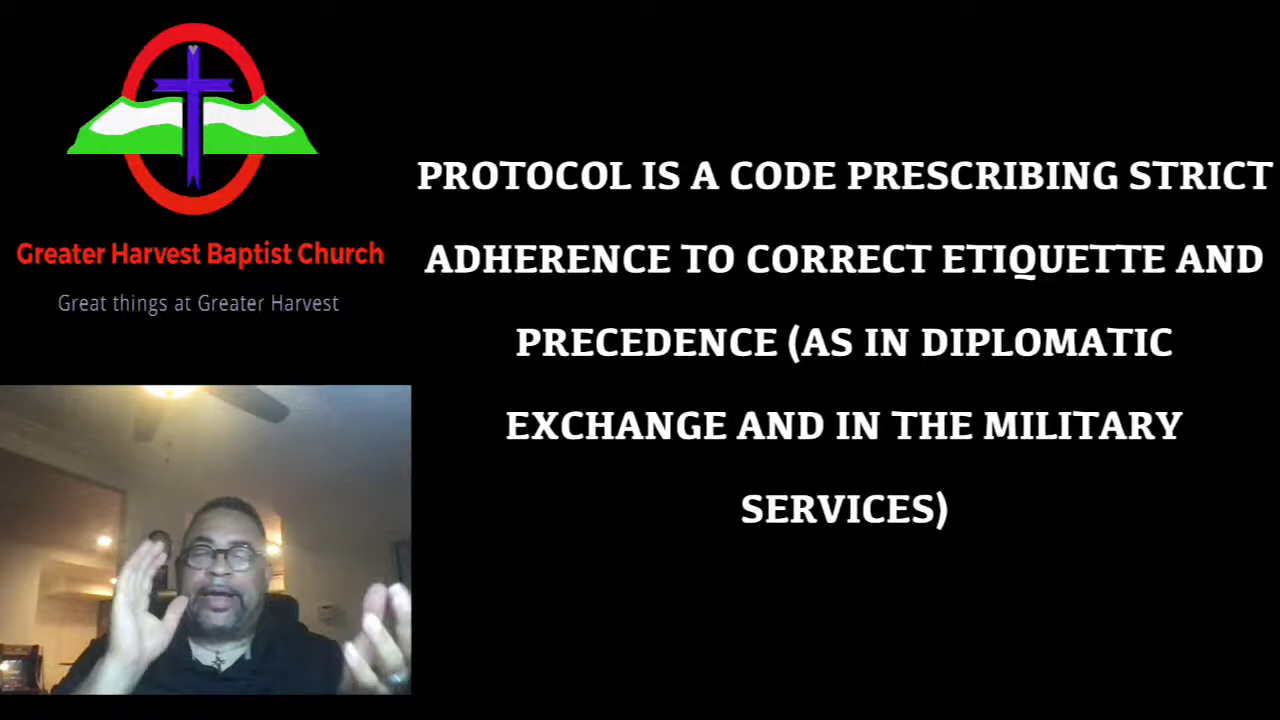 Greater Harvest Baptist Church
Great things at Greater Harvest
PROTOCOL IS A CODE PRESCRIBING STRICT
ADHERENCE TO CORRECT ETIQUETTE AND
PRECEDENCE (AS IN DIPLOMATIC
EXCHANGE AND IN THE MILITARY
SERVICES)